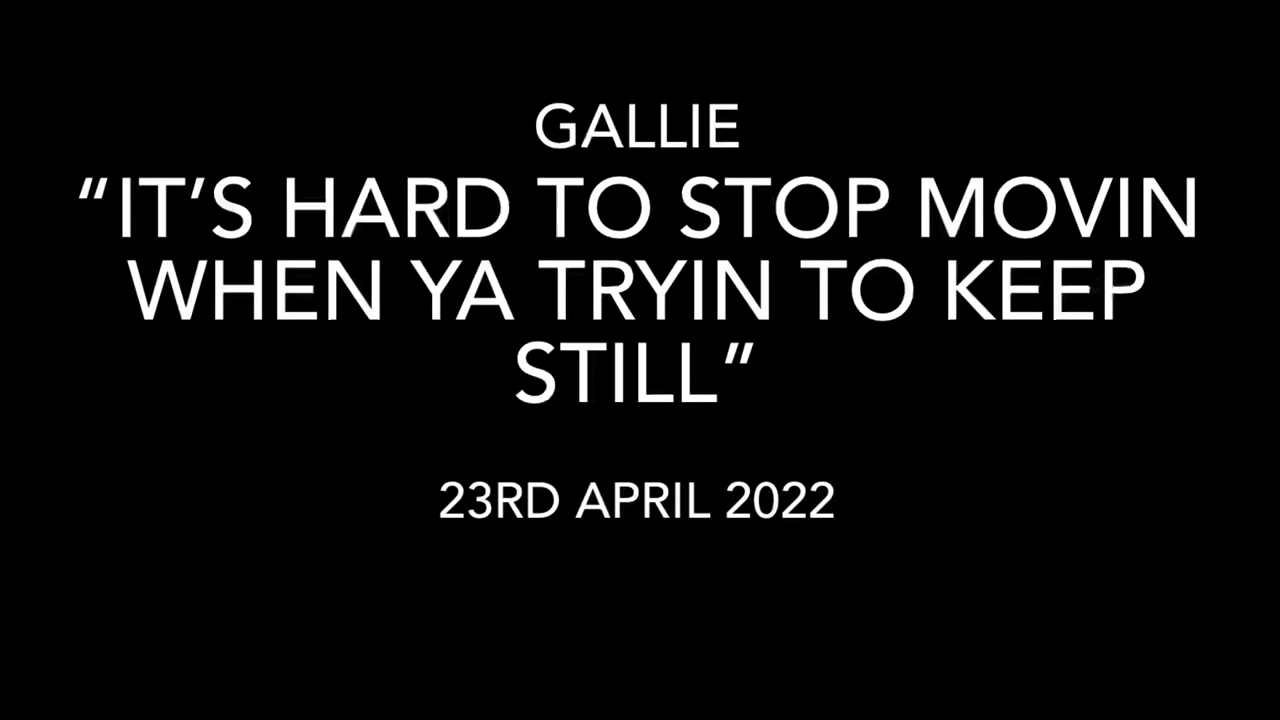 GALLIE
“IT’S HARD TO STOP MOVIN
WHEN YA TRYIN TO KEEP
STILL”
23RD APRIL 2022